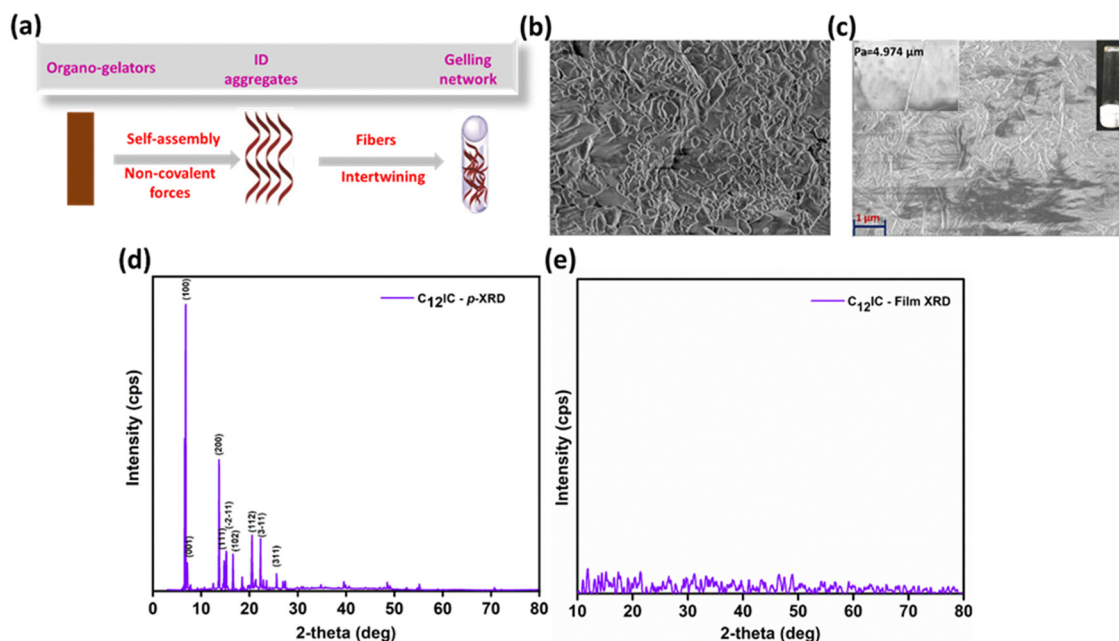 (a)
Organo-gelators
ID
aggregates
Gelling
network
Self-assembly
Non-covalent
forces
Fibers
Intertwining
(b)
(c)
Pa=4.974 µm
1 µm
(d)
C12IC - p-XRD
(100)
(001)
(200)
(111)
(-2-11)
(102)
(112)
(3-11)
(311)
Intensity (cps)
0 10 20 30 40 50 60 70 80
2-theta (deg)
(e)
C12IC - Film XRD
Intensity (cps)
10 20 30 40 50 60 70 80
2-theta (deg)